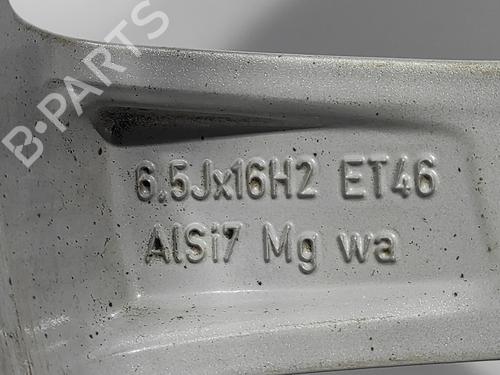 B-PARTS
6.5Jx16H2 ET46
AlSi7 Mg wa